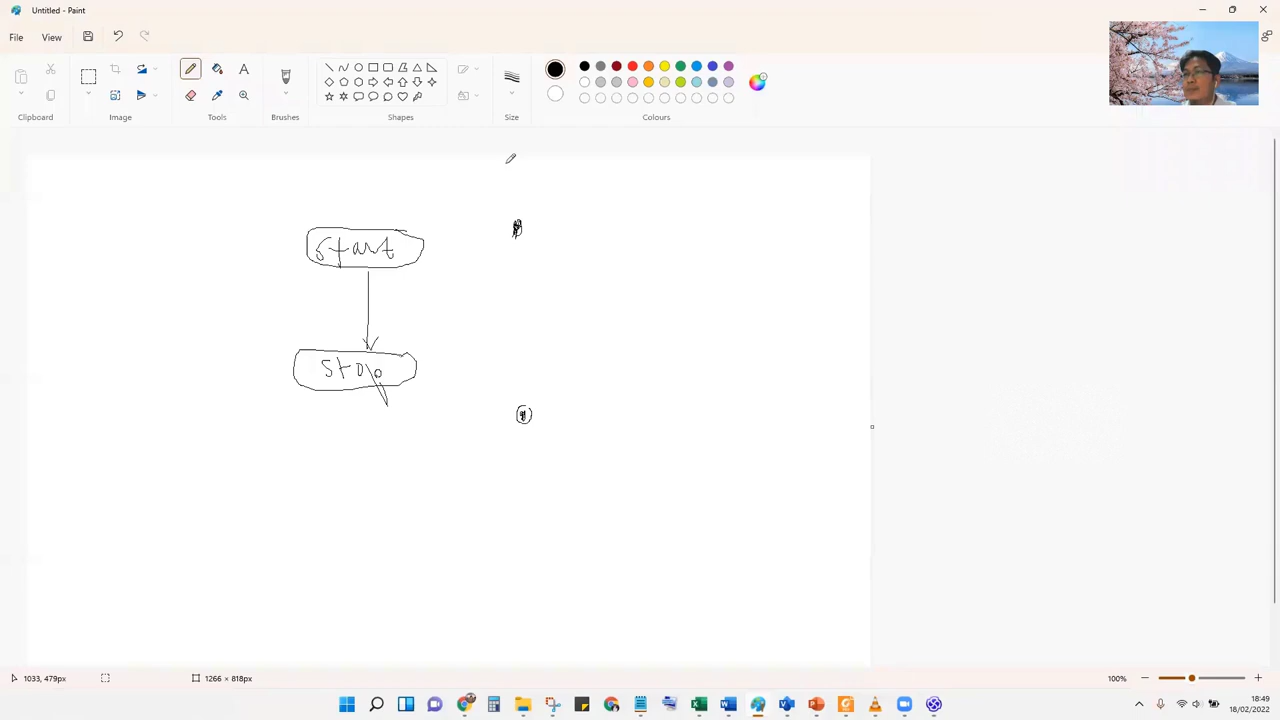 Untitled - Paint
File
View
Clipboard
Image
Tools
Brushes
Shapes
Size
Colours
Start
Stop
1033, 479px
1266 × 818px
100%
18:49
18/02/2022